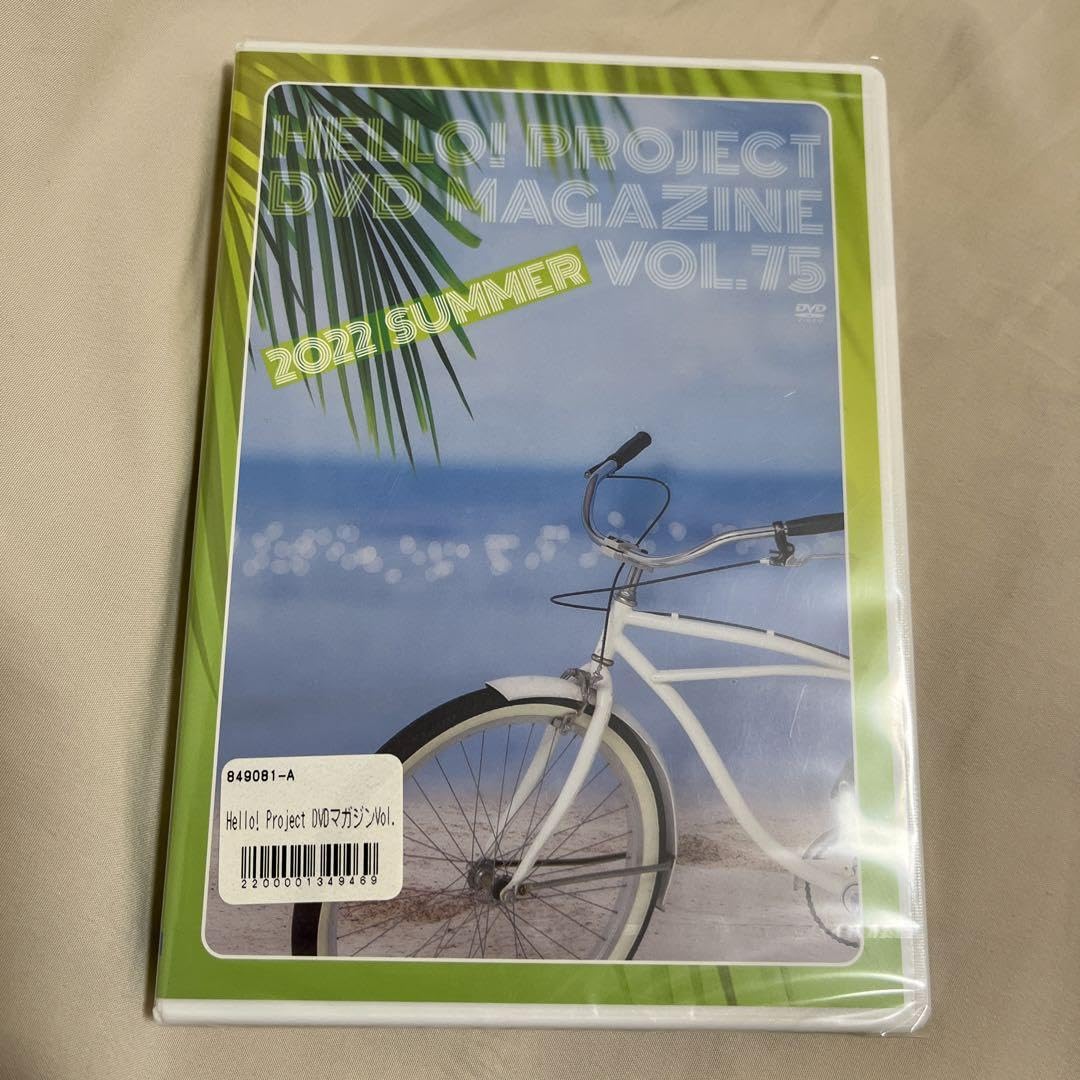 HELLO! PROJECT
DVD MAGAZINE
VOL.75
2022 SUMMER
DVD
VIDEO
849081-A
Hello! Project DVDマガジンVol.
2200001349469